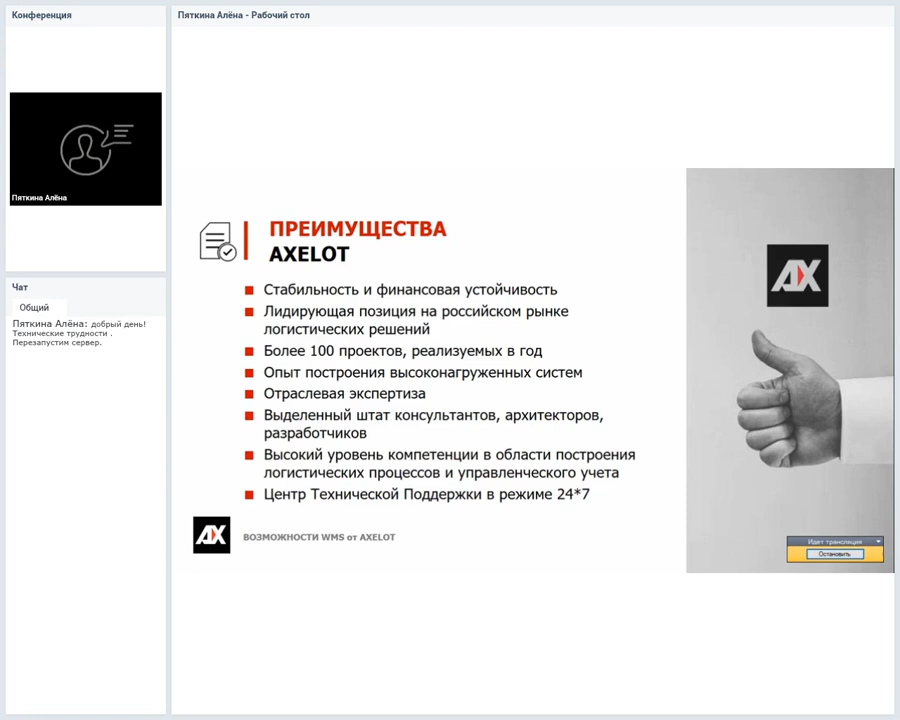 Конференция
Пяткина Алёна
Чат
Общий
Пяткина Алёна: добрый день!
Технические трудности .
Перезапустим сервер.
Пяткина Алёна - Рабочий стол
ПРЕИМУЩЕСТВА
AXELOT
Стабильность и финансовая устойчивость
Лидирующая позиция на российском рынке
логистических решений
Более 100 проектов, реализуемых в год
Опыт построения высоконагруженных систем
Отраслевая экспертиза
Выделенный штат консультантов, архитекторов,
разработчиков
Высокий уровень компетенции в области построения
логистических процессов и управленческого учета
Центр Технической Поддержки в режиме 24*7
AX
ВОЗМОЖНОСТИ WMS от AXELOT
AX
Идет трансляция
Остановить